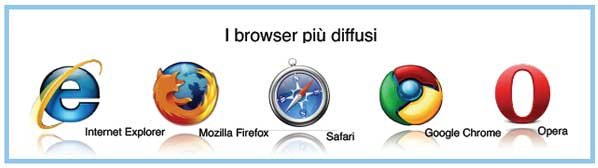 I browser più diffusi
Internet Explorer
Mozilla Firefox
Safari
Google Chrome
Opera